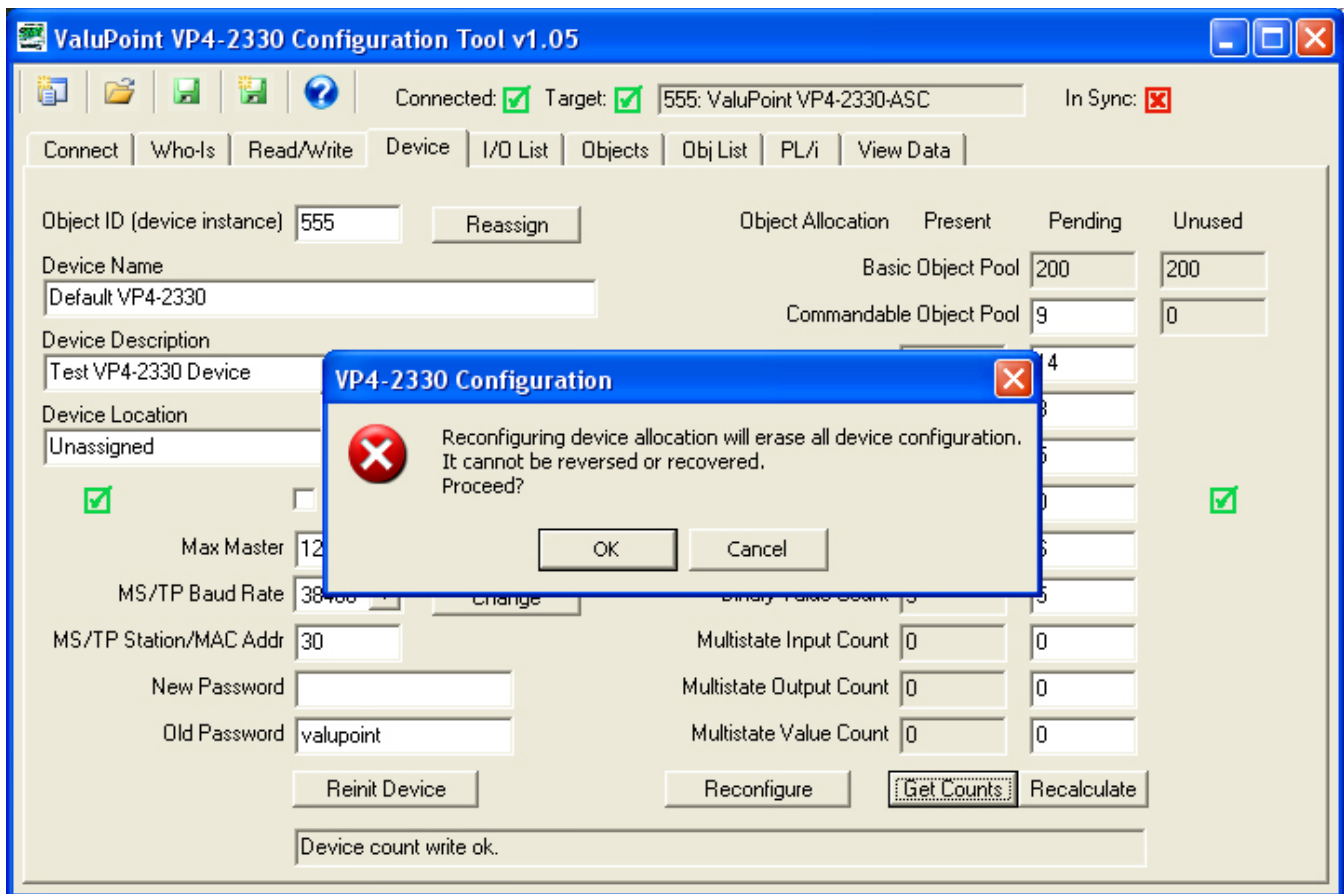 ValuPoint VP4-2330 Configuration Tool v1.05
Connected: Target: 555: ValuPoint VP4-2330-ASC In Sync:
Connect Who-Is Read/Write Device I/O List Objects Obj List PL/i View Data
Object ID (device instance) 555 Reassign
Device Name
Default VP4-2330
Device Description
Test VP4-2330 Device
Device Location
Unassigned
Max Master
MS/TP Baud Rate
MS/TP Station/MAC Addr 30
New Password
Old Password valupoint
Reinit Device
Object Allocation Present Pending Unused
Basic Object Pool 200 200
Commandable Object Pool 9 0
14
VP4-2330 Configuration
Reconfiguring device allocation will erase all device configuration.
It cannot be reversed or recovered.
Proceed?
OK Cancel
5
Multistate Input Count 0 0
Multistate Output Count 0 0
Multistate Value Count 0 0
Reconfigure Get Counts Recalculate
Device count write ok.